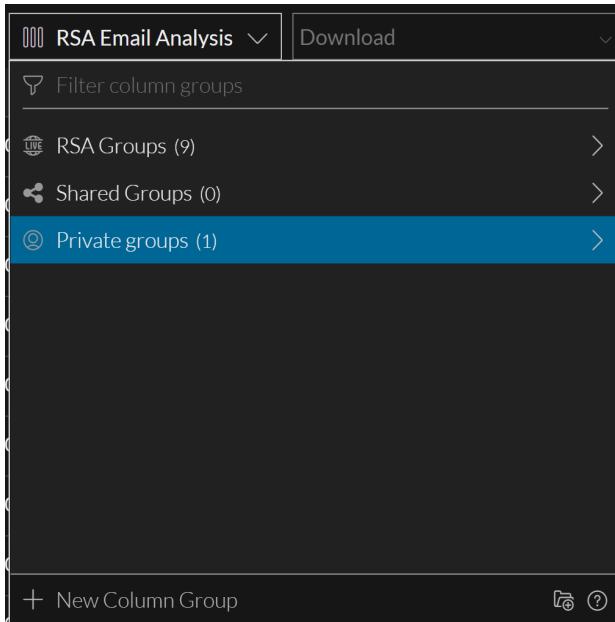 RSA Email Analysis
Download
Filter column groups
LIVE
RSA Groups (9)
Shared Groups (0)
Private groups (1)
New Column Group